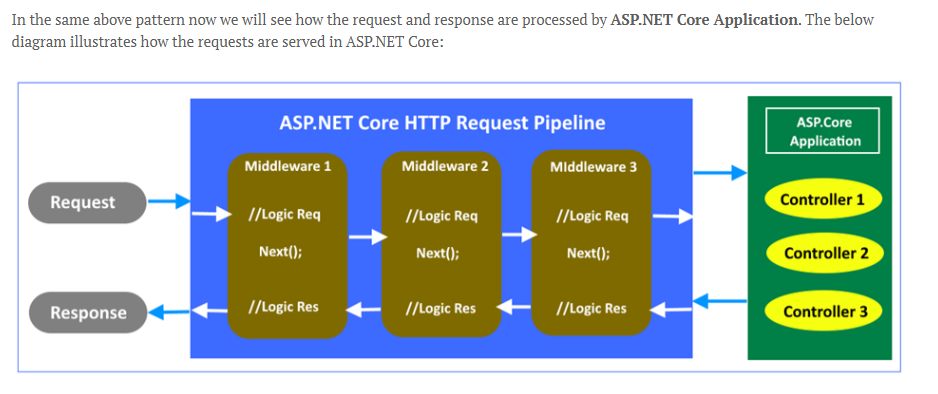 In the same above pattern now we will see how the request and response are processed by ASP.NET Core Application. The below
diagram illustrates how the requests are served in ASP.NET Core:
ASP.NET Core HTTP Request Pipeline
Request
Response
Middleware 1
//Logic Req
Next();
//Logic Res
Middleware 2
//Logic Req
Next();
//Logic Res
MIddleware 3
//Logic Req
Next();
//Logic Res
ASP.Core
Application
Controller 1
Controller 2
Controller 3